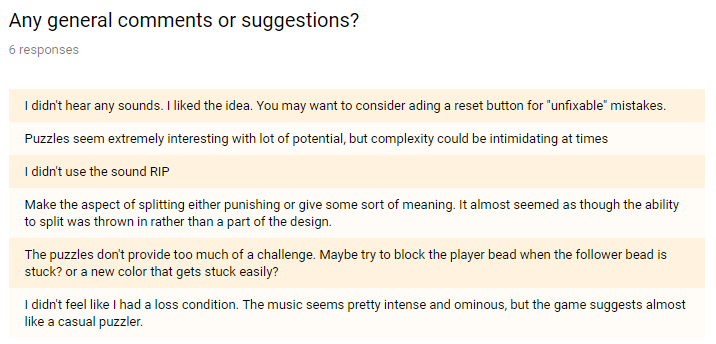 Any general comments or suggestions?
6 responses
I didn't hear any sounds. I liked the idea. You may want to consider ading a reset button for "unfixable" mistakes.
Puzzles seem extremely interesting with lot of potential, but complexity could be intimidating at times
I didn't use the sound RIP
Make the aspect of splitting either punishing or give some sort of meaning. It almost seemed as though the ability
to split was thrown in rather than a part of the design.
The puzzles don't provide too much of a challenge. Maybe try to block the player bead when the follower bead is
stuck? or a new color that gets stuck easily?
I didn't feel like I had a loss condition. The music seems pretty intense and ominous, but the game suggests almost
like a casual puzzler.